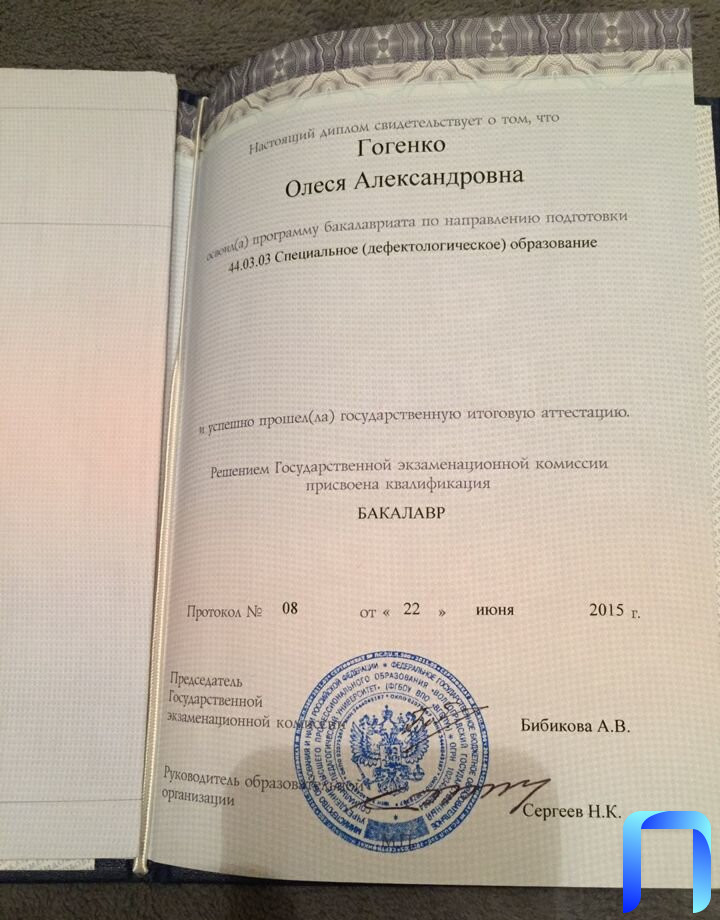 Настоящий диплом свидетельствует о том, что
Гогенко
Олеся Александровна
освоил(а) программу бакалавриата по направлению подготовки
44.03.03 Специальное (дефектологическое) образование
и успешно прошел(ла) государственную итоговую аттестацию.
Решением Государственной экзаменационной комиссии
присвоена квалификация
БАКАЛАВР
Протокол № 08 от « 22 » июня 2015 г.
Председатель
Государственной
экзаменационной комиссии
Бибикова А.В.
Руководитель образовательной
организации
Сергеев Н.К.
М.П.